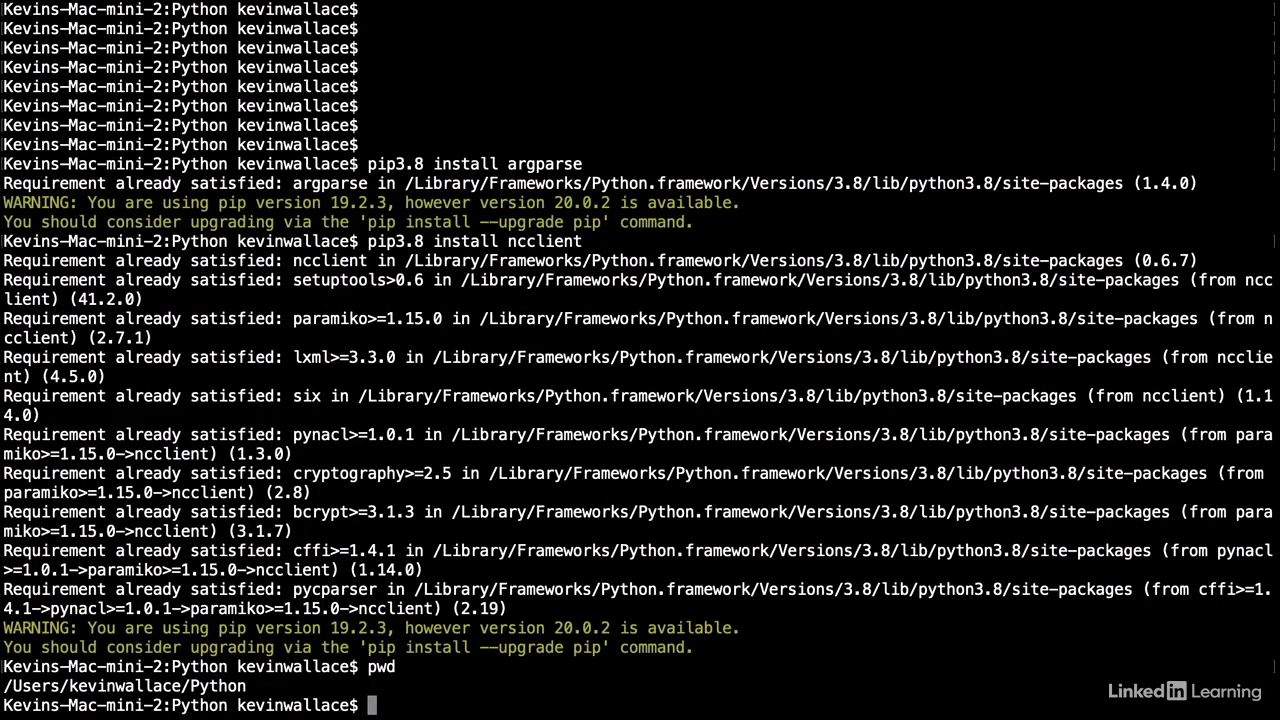 Kevins-Mac-mini-2:Python kevinwallace$
Kevins-Mac-mini-2:Python kevinwallace$
Kevins-Mac-mini-2:Python kevinwallace$
Kevins-Mac-mini-2:Python kevinwallace$
Kevins-Mac-mini-2:Python kevinwallace$
Kevins-Mac-mini-2:Python kevinwallace$
Kevins-Mac-mini-2:Python kevinwallace$
Kevins-Mac-mini-2:Python kevinwallace$
Kevins-Mac-mini-2:Python kevinwallace$ pip3.8 install argparse
Requirement already satisfied: argparse in /Library/Frameworks/Python.framework/Versions/3.8/lib/python3.8/site-packages (1.4.0)
WARNING: You are using pip version 19.2.3, however version 20.0.2 is available.
You should consider upgrading via the 'pip install --upgrade pip' command.
Kevins-Mac-mini-2:Python kevinwallace$ pip3.8 install ncclient
Requirement already satisfied: ncclient in /Library/Frameworks/Python.framework/Versions/3.8/lib/python3.8/site-packages (0.6.7)
Requirement already satisfied: setuptools>0.6 in /Library/Frameworks/Python.framework/Versions/3.8/lib/python3.8/site-packages (from ncc
lient) (41.2.0)
Requirement already satisfied: paramiko>=1.15.0 in /Library/Frameworks/Python.framework/Versions/3.8/lib/python3.8/site-packages (from n
cclient) (2.7.1)
Requirement already satisfied: lxml>=3.3.0 in /Library/Frameworks/Python.framework/Versions/3.8/lib/python3.8/site-packages (from ncclie
nt) (4.5.0)
Requirement already satisfied: six in /Library/Frameworks/Python.framework/Versions/3.8/lib/python3.8/site-packages (from ncclient) (1.1
4.0)
Requirement already satisfied: pynacl>=1.0.1 in /Library/Frameworks/Python.framework/Versions/3.8/lib/python3.8/site-packages (from para
miko>=1.15.0->ncclient) (1.3.0)
Requirement already satisfied: cryptography>=2.5 in /Library/Frameworks/Python.framework/Versions/3.8/lib/python3.8/site-packages (from
paramiko>=1.15.0->ncclient) (2.8)
Requirement already satisfied: bcrypt>=3.1.3 in /Library/Frameworks/Python.framework/Versions/3.8/lib/python3.8/site-packages (from para
miko>=1.15.0->ncclient) (3.1.7)
Requirement already satisfied: cffi>=1.4.1 in /Library/Frameworks/Python.framework/Versions/3.8/lib/python3.8/site-packages (from pynacl
>=1.0.1->paramiko>=1.15.0->ncclient) (1.14.0)
Requirement already satisfied: pycparser in /Library/Frameworks/Python.framework/Versions/3.8/lib/python3.8/site-packages (from cffi>=1.
4.1->pynacl>=1.0.1->paramiko>=1.15.0->ncclient) (2.19)
WARNING: You are using pip version 19.2.3, however version 20.0.2 is available.
You should consider upgrading via the 'pip install --upgrade pip' command.
Kevins-Mac-mini-2:Python kevinwallace$ pwd
/Users/kevinwallace/Python
Kevins-Mac-mini-2:Python kevinwallace$
LinkedIn Learning